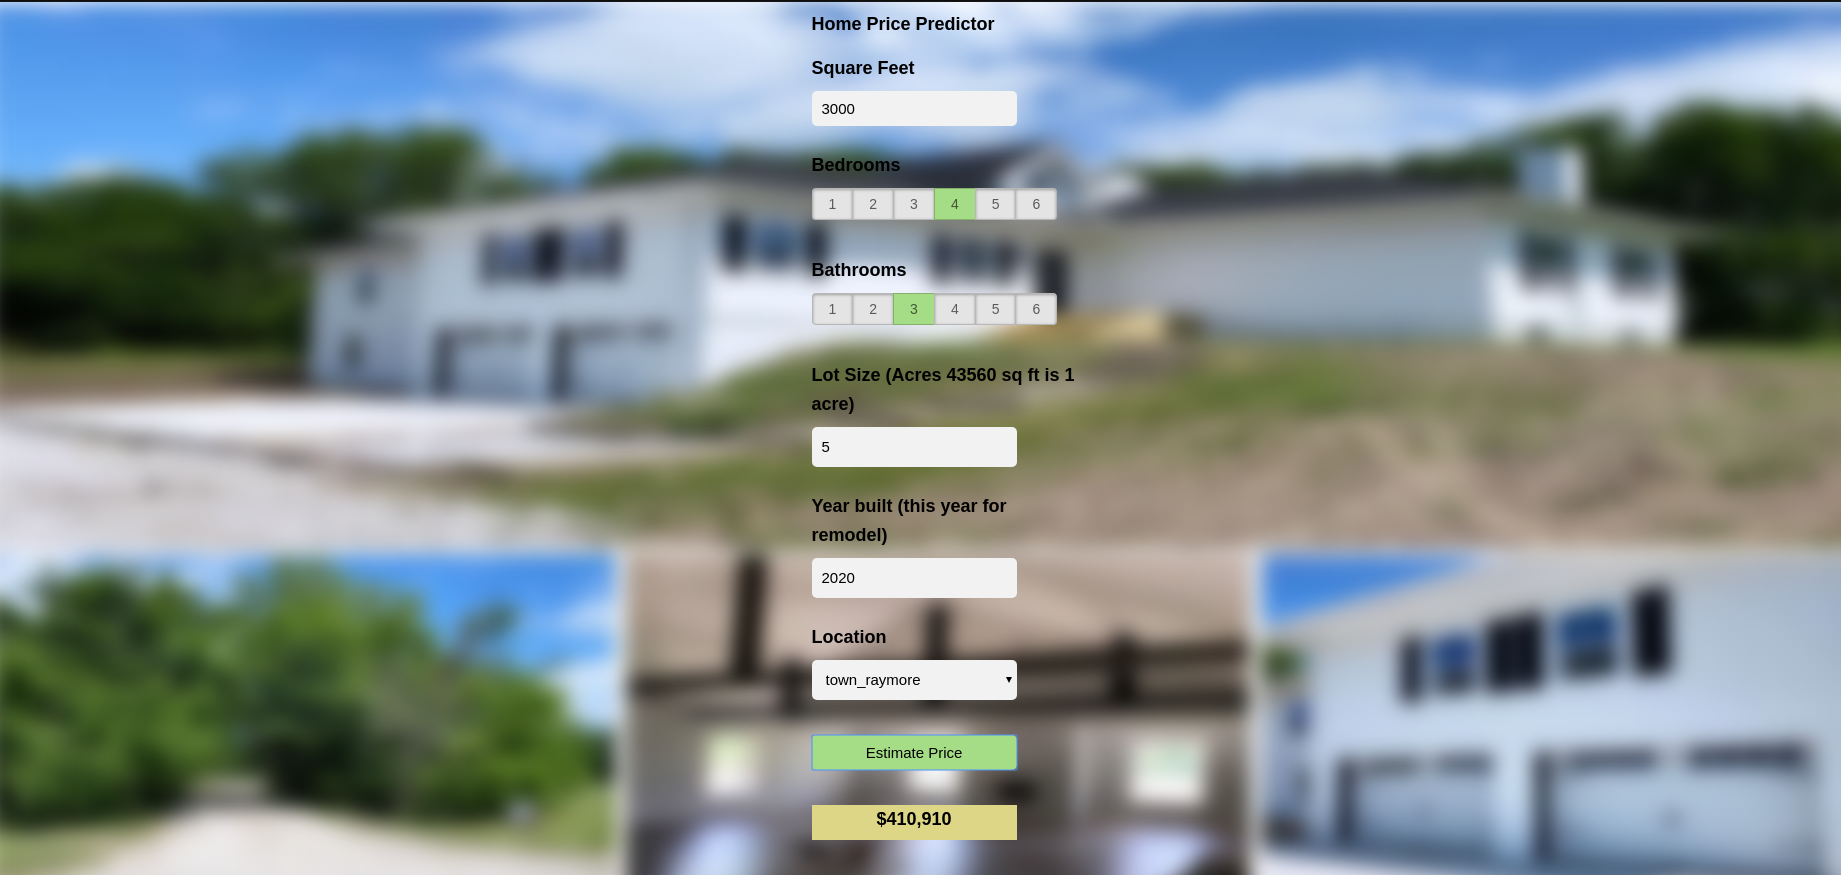 Home Price Predictor
Square Feet
3000
Bedrooms
1 2 3 4 5 6
Bathrooms
1 2 3 4 5 6
Lot Size (Acres 43560 sq ft is 1
acre)
5
Year built (this year for
remodel)
2020
Location
town_raymore
Estimate Price
$410,910